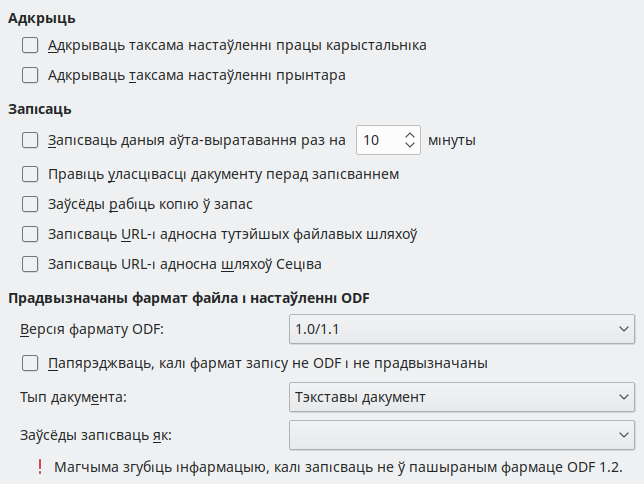 Адкрыць
Адкрываць таксама настаўленні працы карыстальніка
Адкрываць таксама настаўленні прынтара
Запісаць
Запісваць даныя аўта-выратавання раз на 10 мінуты
Правіць уласцівасці дакументу перад запісваннем
Заўсёды рабіць копію ў запас
Запісваць URL-і адносна тутэйшых файлавых шляхоў
Запісваць URL-і адносна шляхоў Сеціва
Прадвызначаны фармат файла і настаўленні ODF
Версія фармату ODF: 1.0/1.1
Папярэджваць, калі фармат запісу не ODF і не прадвызначаны
Тып дакумента: Тэкставы дакумент
Заўсёды запісваць як:
! Магчыма згубіць інфармацыю, калі запісваць не ў пашыраным фармаце ODF 1.2.